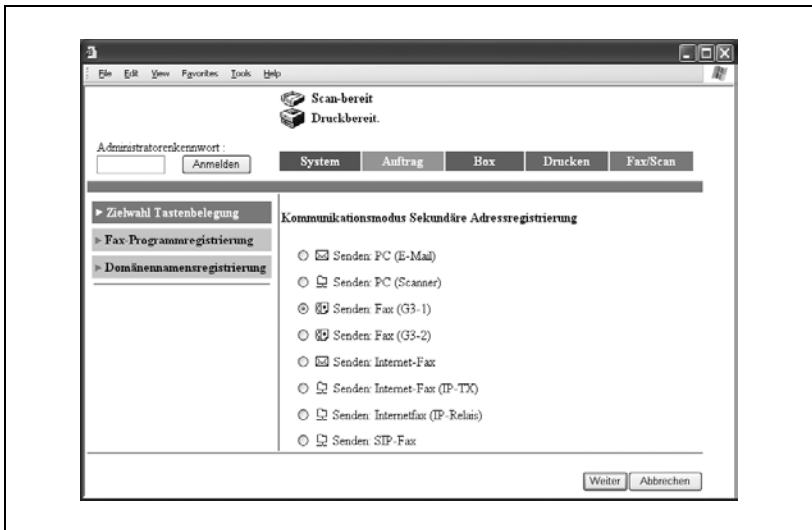 File Edit View Favorites Tools Help
Scan-bereit
Druckbereit.
Administratorenkennwort :
Anmelden
System Auftrag Box Drucken Fax/Scan
Zielwahl Tastenbelegung
Fax-Programmregistrierung
Domänennamensregistrierung
Kommunikationsmodus Sekundäre Adressregistrierung
Senden: PC (E-Mail)
Senden: PC (Scanner)
Senden: Fax (G3-1)
Senden: Fax (G3-2)
Senden: Internet-Fax
Senden: Internet-Fax (IP-TX)
Senden: Internetfax (IP-Relais)
Senden: SIP-Fax
Weiter Abbrechen